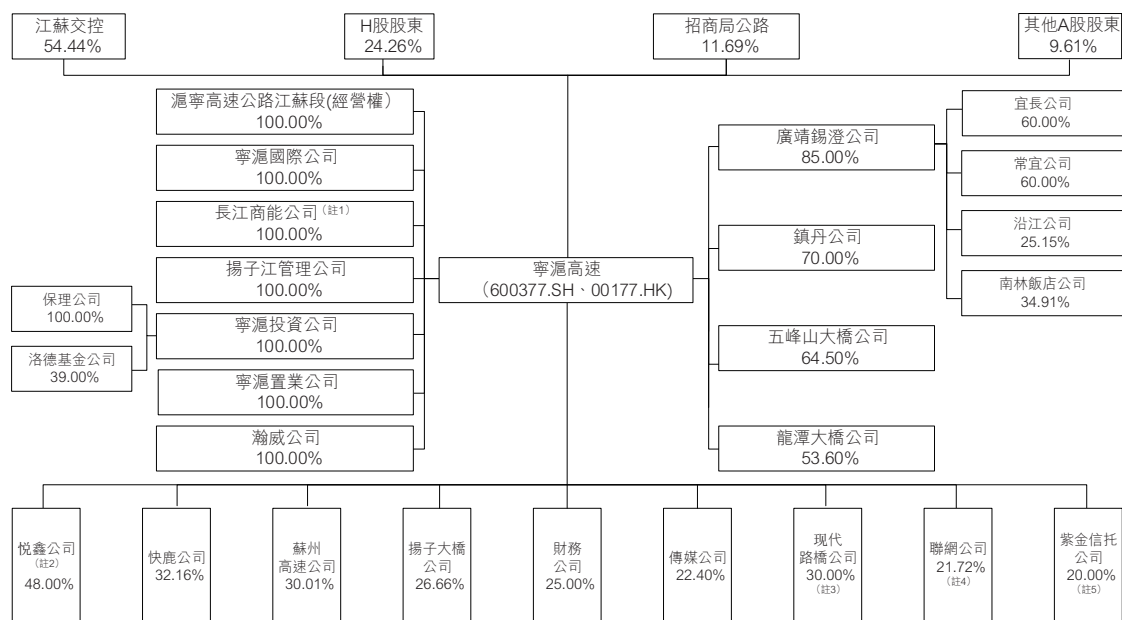 江蘇交控
54.44%
H股股東
24.26%
招商局公路
11.69%
其他A股股東
9.61%
滬寧高速公路江蘇段(經營權）
100.00%
寧滬國際公司
100.00%
長江商能公司（註1）
100.00%
揚子江管理公司
100.00%
寧滬投資公司
100.00%
寧滬置業公司
100.00%
瀚威公司
100.00%
保理公司
100.00%
洛德基金公司
39.00%
寧滬高速
（600377.SH、00177.HK)
廣靖錫澄公司
85.00%
鎮丹公司
70.00%
五峰山大橋公司
64.50%
龍潭大橋公司
53.60%
宜長公司
60.00%
常宜公司
60.00%
沿江公司
25.15%
南林飯店公司
34.91%
悦鑫公司
（註2）
48.00%
快鹿公司
32.16%
蘇州
高速公司
30.01%
揚子大橋
公司
26.66%
財務
公司
25.00%
傳媒公司
22.40%
现代
路橋公司
30.00%
（註3）
聯網公司
21.72%
（註4）
紫金信托
公司
20.00%
（註5）